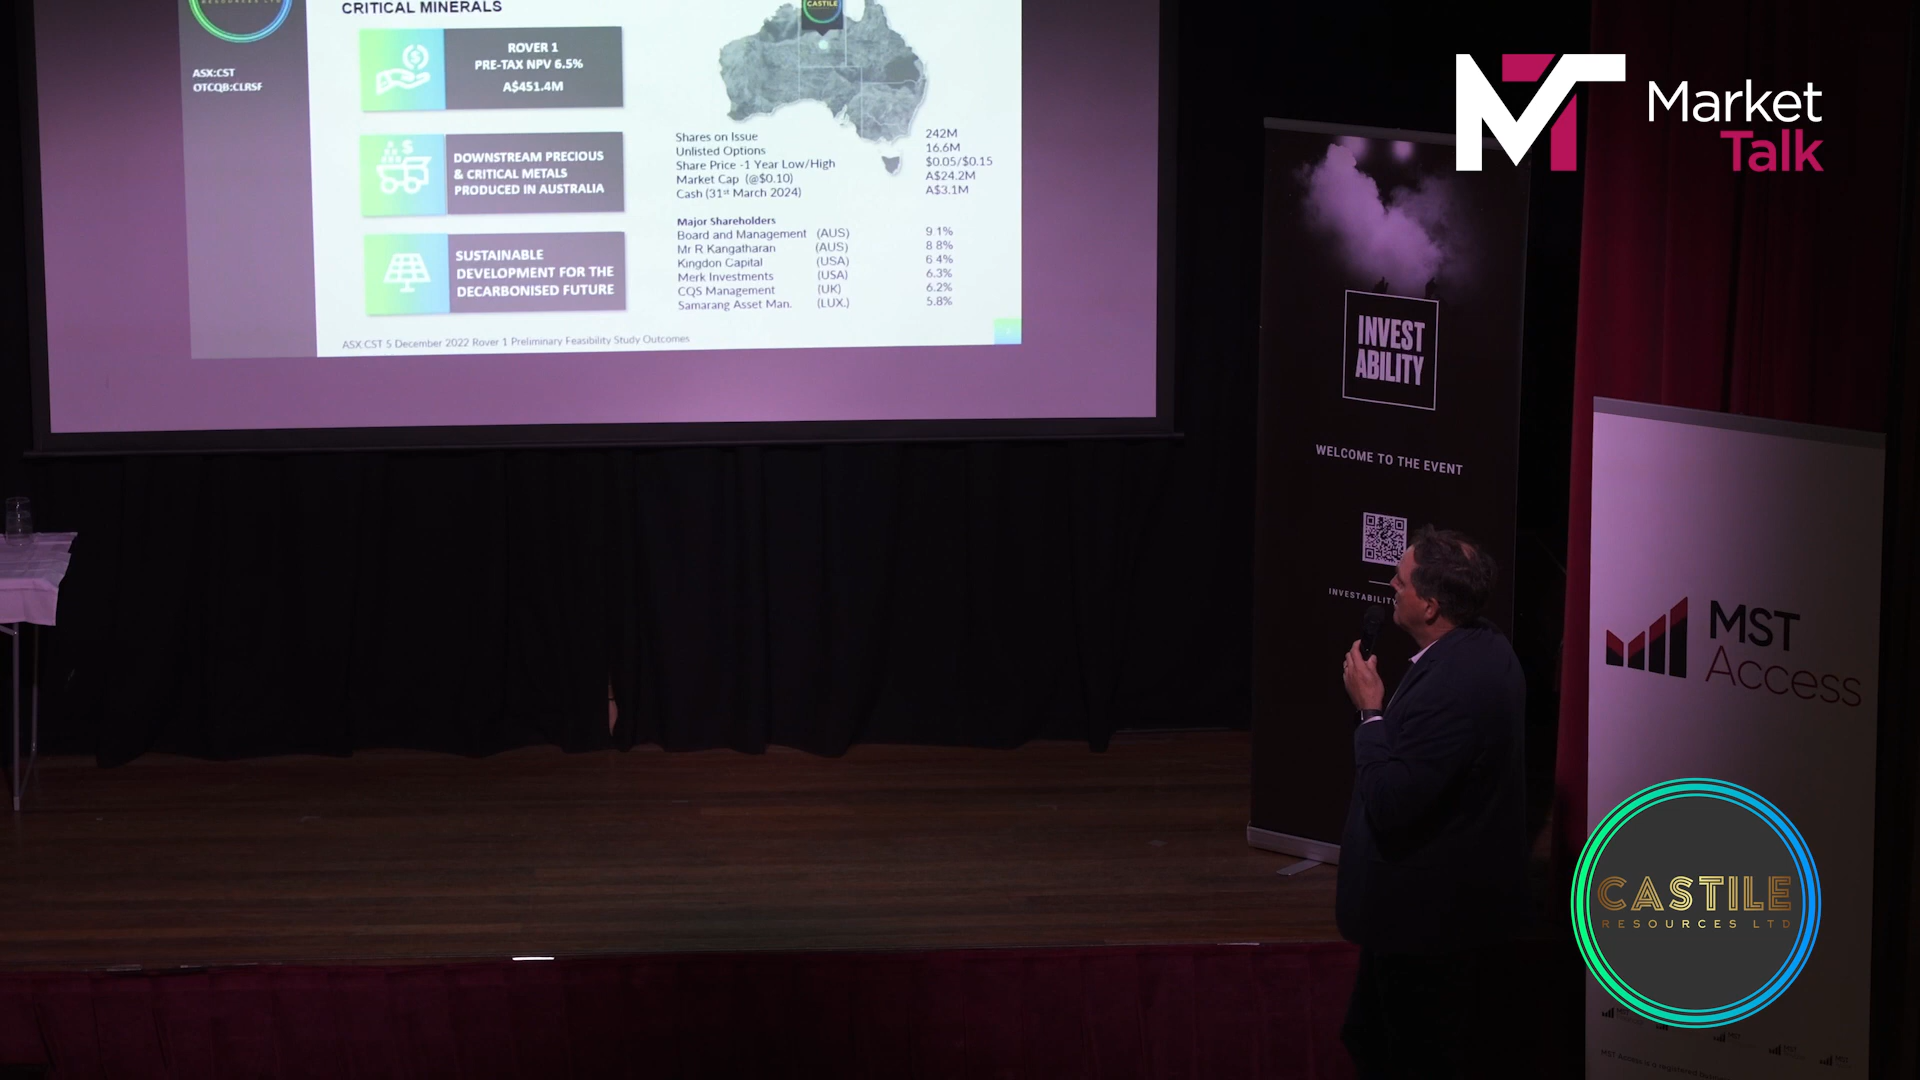 CRITICAL MINERALS
ASX:CST
OTCQB:CLRSF
ROVER 1
PRE-TAX NPV 6.5%
A$451.4M
DOWNSTREAM PRECIOUS
& CRITICAL METALS
PRODUCED IN AUSTRALIA
SUSTAINABLE
DEVELOPMENT FOR THE
DECARBONISED FUTURE
CASTILE
Shares on Issue 242M
Unlisted Options 16.6M
Share Price -1 Year Low/High $0.05/$0.15
Market Cap (@$0.10) A$24.2M
Cash (31st March 2024) A$3.1M
Major Shareholders
Board and Management (AUS) 9.1%
Mr R Kangatharan (AUS) 8.8%
Kingdon Capital (USA) 6.4%
Merk Investments (USA) 6.3%
CQS Management (UK) 6.2%
Samarang Asset Man. (LUX.) 5.8%
ASX:CST 5 December 2022 Rover 1 Preliminary Feasibility Study Outcomes
Market
Talk
INVEST
ABILITY
WELCOME TO THE EVENT
INVESTABILITY
MST
Access
CASTILE
RESOURCES LTD